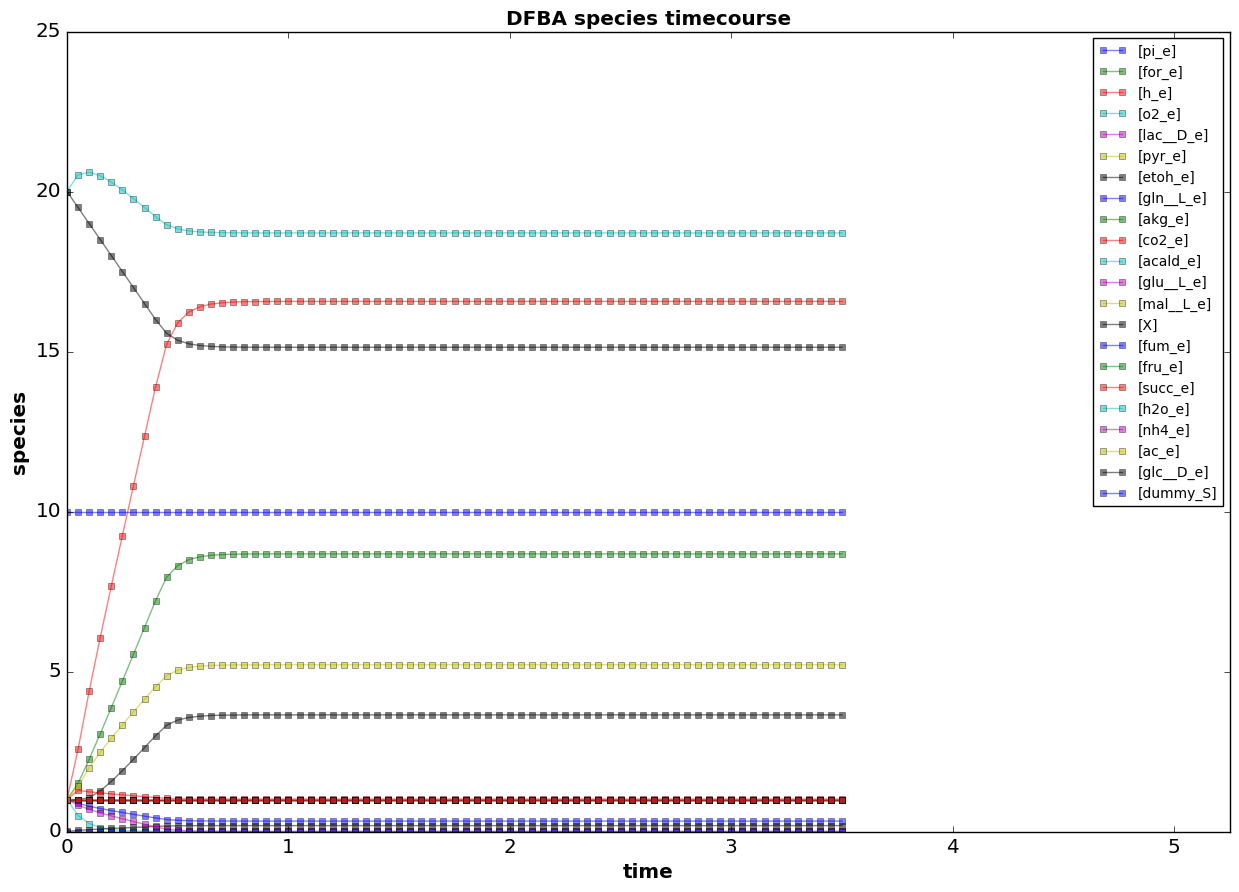 DFBA species timecourse
25
20
15
10
5
0
species
0 1 2 3 4 5
time
[pi_e]
[for_e]
[h_e]
[o2_e]
[lac__D_e]
[pyr_e]
[etoh_e]
[gln__L_e]
[akg_e]
[co2_e]
[acald_e]
[glu__L_e]
[mal__L_e]
[X]
[fum_e]
[fru_e]
[succ_e]
[h2o_e]
[nh4_e]
[ac_e]
[glc__D_e]
[dummy_S]